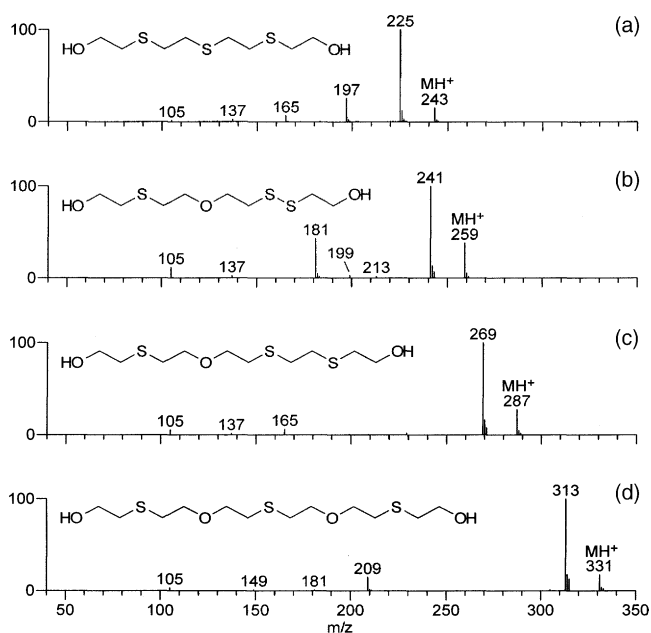 100
225
(a)
HO
S
S
S
OH
MH+
197
243
105
137
165
0
100
241
(b)
HO
S
O
S
S
OH
MH+
181
259
199
105
137
213
0
100
269
(c)
HO
S
O
S
S
OH
MH+
287
105
137
165
0
100
313
(d)
HO
S
O
S
O
S
OH
MH+
331
209
105
149
181
0
50 100 150 200 250 300 350
m/z